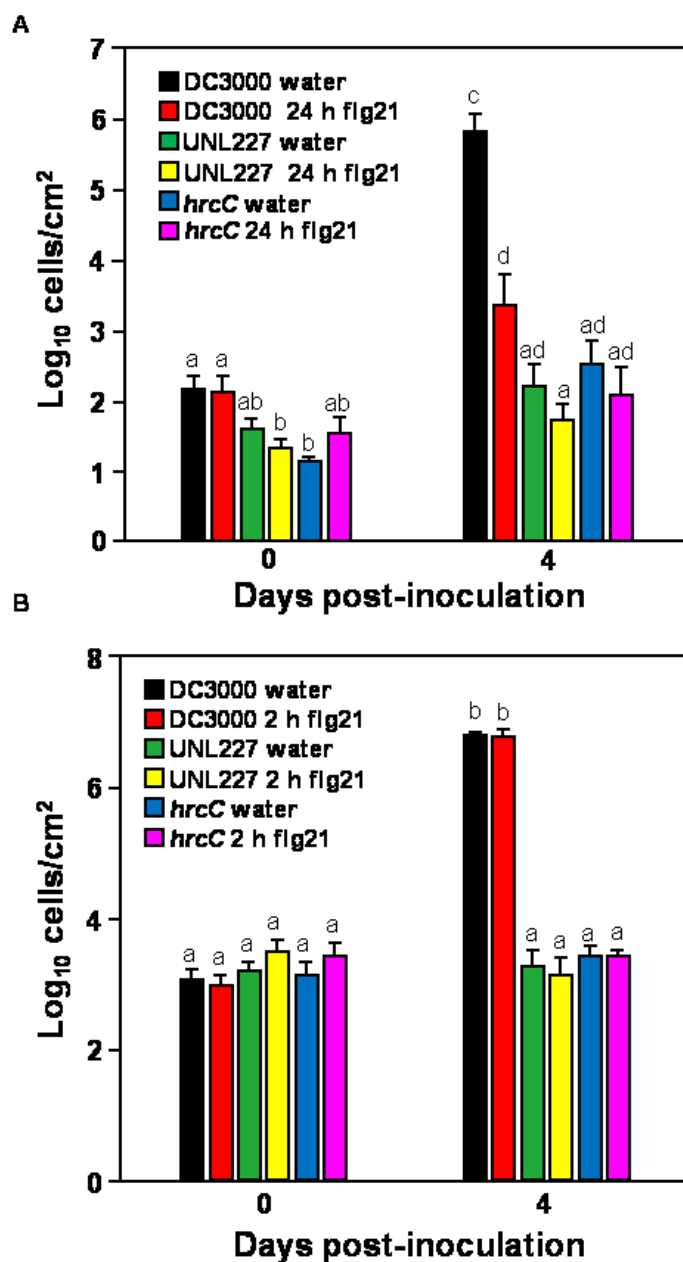 A
7
6
5
4
3
2
1
0
Log₁₀ cells/cm²
DC3000 water
DC3000 24 h flg21
UNL227 water
UNL227 24 h flg21
hrcC water
hrcC 24 h flg21
a a ab b b ab
c d ad a ad ad
0 4
Days post-inoculation
B
8
6
4
2
0
Log₁₀ cells/cm²
DC3000 water
DC3000 2 h flg21
UNL227 water
UNL227 2 h flg21
hrcC water
hrcC 2 h flg21
a a a a a a
b b a a a a
0 4
Days post-inoculation